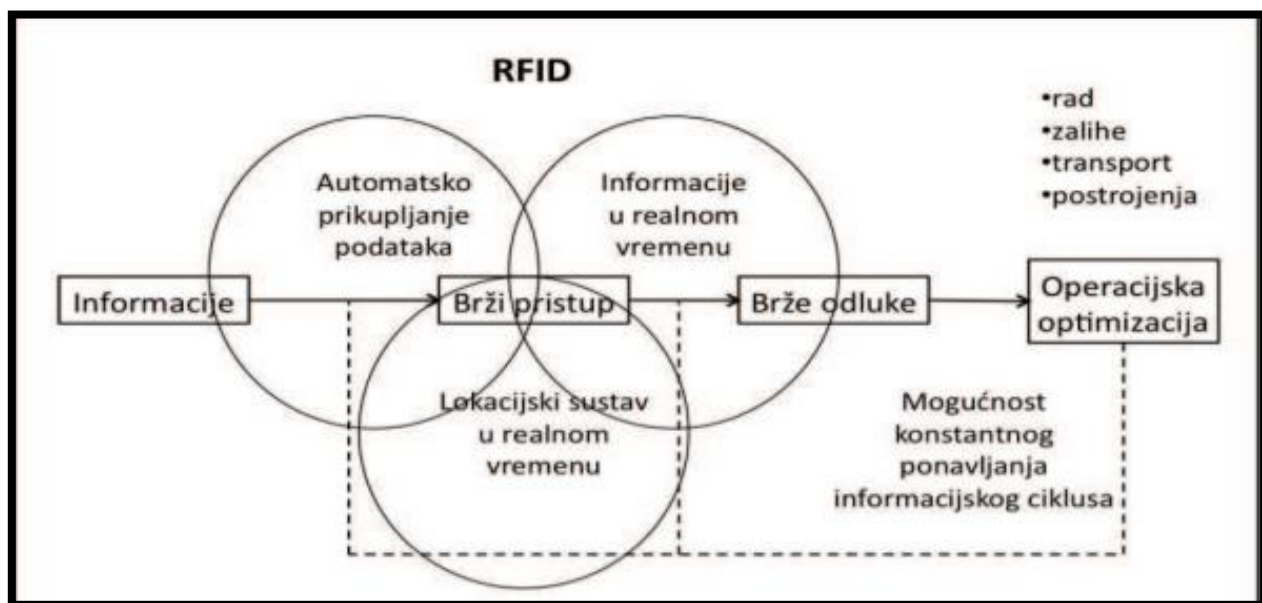 RFID
•rad
•zalihe
•transport
•postrojenja
Automatsko
prikupljanje
podataka
Informacije
u realnom
vremenu
Informacije
Brži pristup
Brže odluke
Operacijska
optimizacija
Lokacijski sustav
u realnom
vremenu
Mogućnost
konstantnog
ponavljanja
informacijskog ciklusa